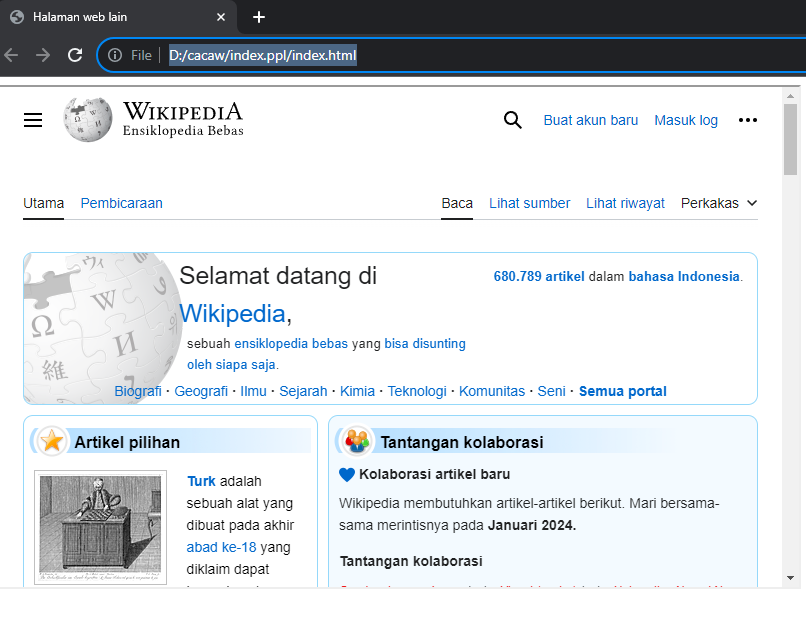 Halaman web lain
File D:/cacaw/index.ppl/index.html
WIKIPEDIA
Ensiklopedia Bebas
Buat akun baru Masuk log
Utama Pembicaraan Baca Lihat sumber Lihat riwayat Perkakas
Selamat datang di
Wikipedia,
680.789 artikel dalam bahasa Indonesia.
sebuah ensiklopedia bebas yang bisa disunting
oleh siapa saja.
Biografi · Geografi · Ilmu · Sejarah · Kimia · Teknologi · Komunitas · Seni · Semua portal
Artikel pilihan
Turk adalah
sebuah alat yang
dibuat pada akhir
abad ke-18 yang
diklaim dapat
Tantangan kolaborasi
Kolaborasi artikel baru
Wikipedia membutuhkan artikel-artikel berikut. Mari bersama-
sama merintisnya pada Januari 2024.
Tantangan kolaborasi